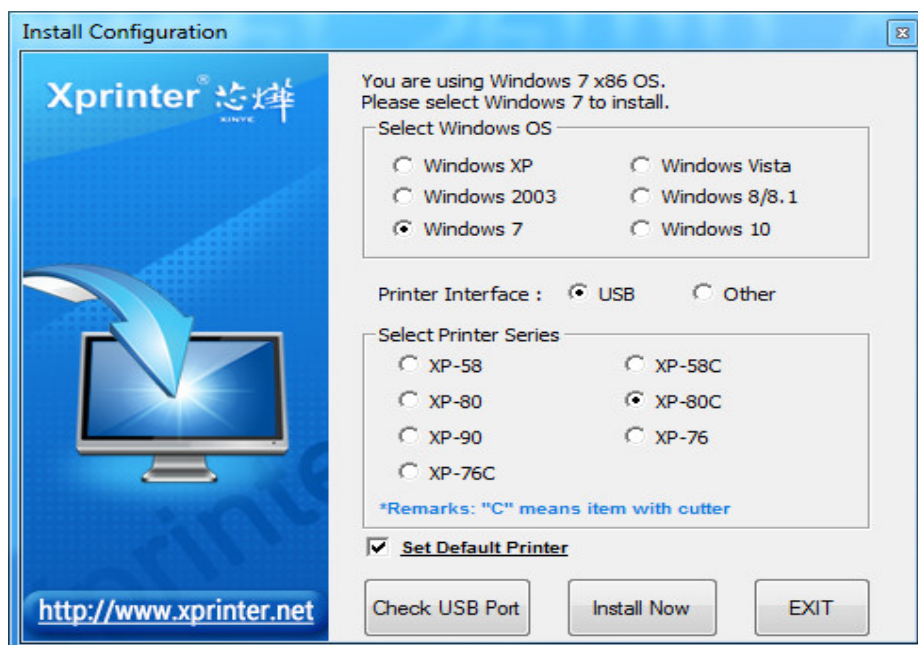 Install Configuration
Xprinter® 芯烨
XINYE
You are using Windows 7 x86 OS.
Please select Windows 7 to install.
Select Windows OS
Windows XP
Windows Vista
Windows 2003
Windows 8/8.1
Windows 7
Windows 10
Printer Interface : USB Other
Select Printer Series
XP-58
XP-58C
XP-80
XP-80C
XP-90
XP-76
XP-76C
*Remarks: "C" means item with cutter
Set Default Printer
http://www.xprinter.net
Check USB Port
Install Now
EXIT